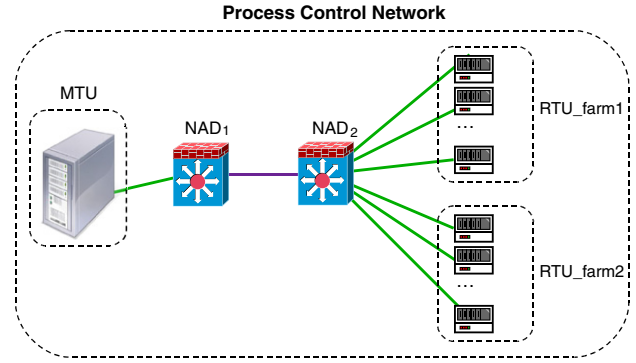 Process Control Network
MTU
NAD₁
NAD₂
RTU_farm1
...
RTU_farm2
...